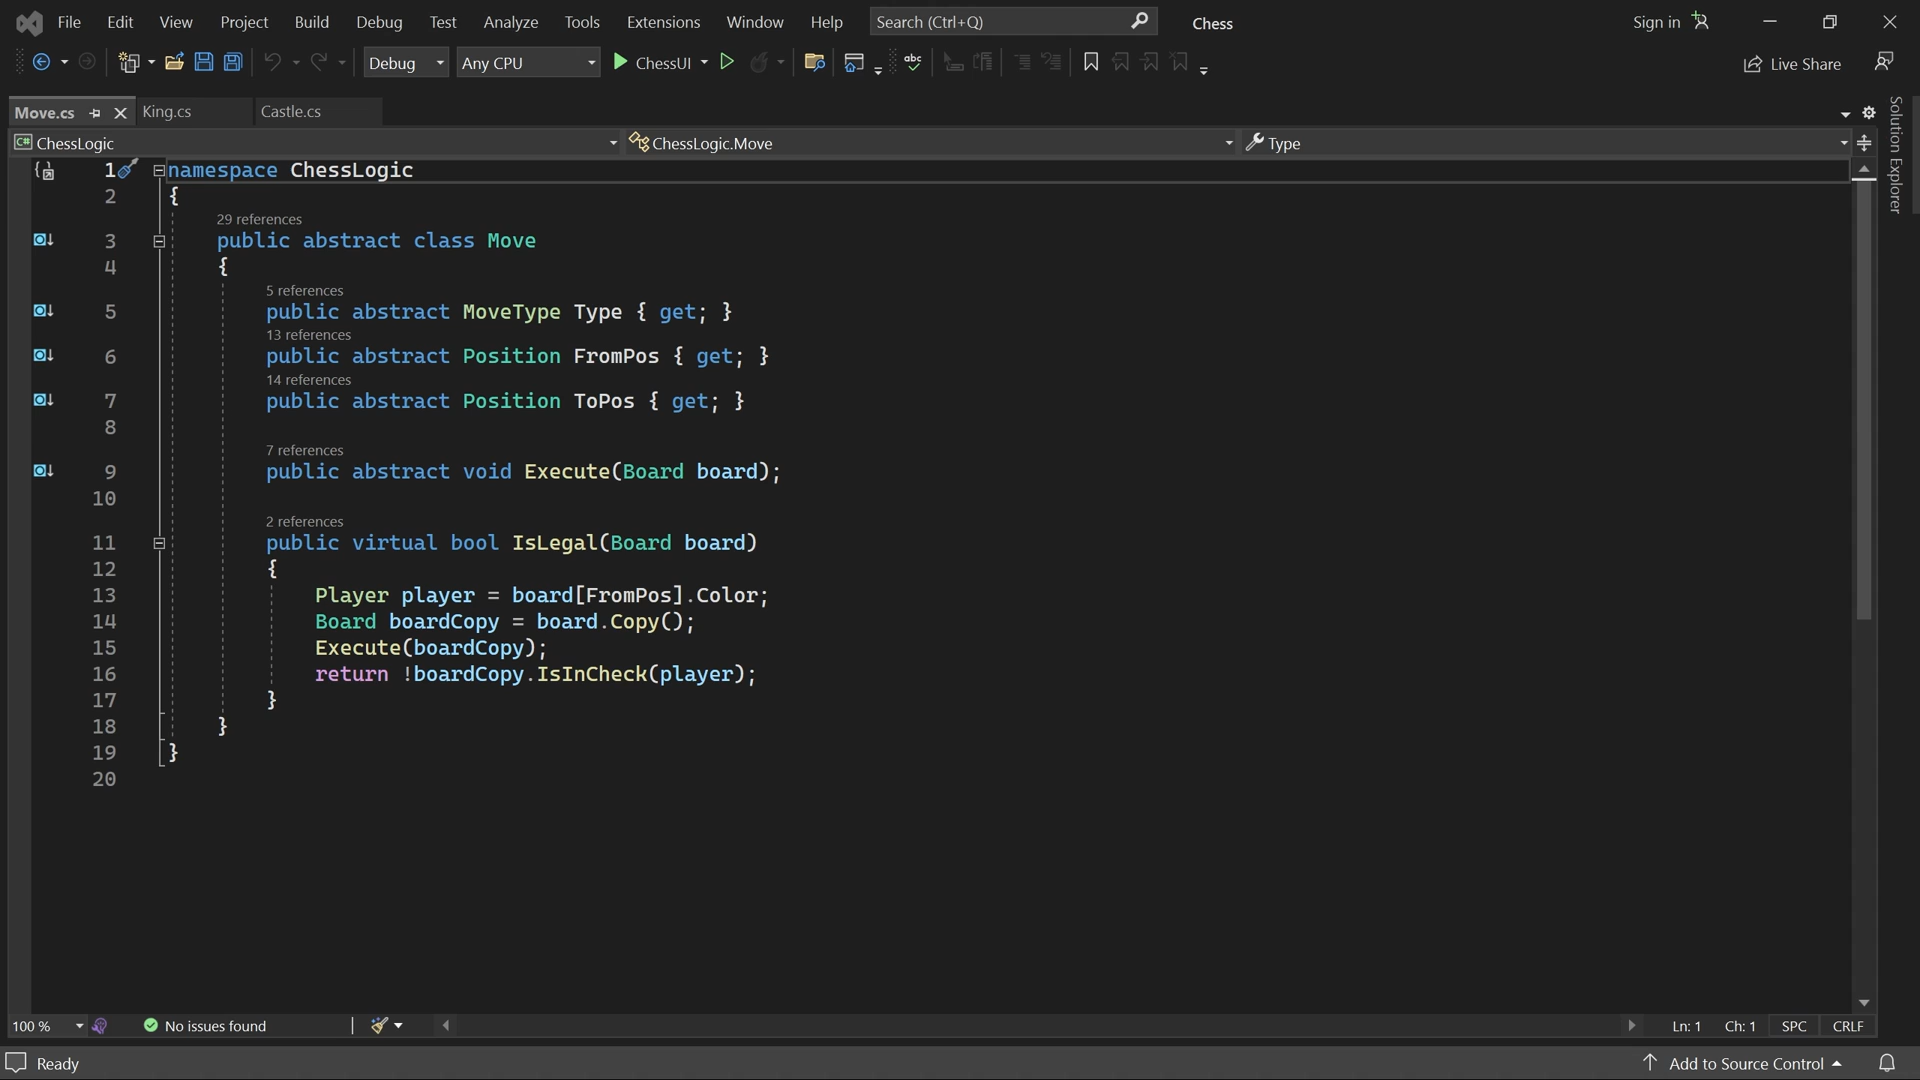 File Edit View Project Build Debug Test Analyze Tools Extensions Window Help Search (Ctrl+Q) Chess Sign in
Debug Any CPU ChessUI abc Live Share
Move.cs King.cs Castle.cs
C# ChessLogic ChessLogic.Move Type
Solution Explorer
1 namespace ChessLogic
2 {
29 references
3 public abstract class Move
4 {
5 references
5 public abstract MoveType Type { get; }
13 references
6 public abstract Position FromPos { get; }
14 references
7 public abstract Position ToPos { get; }
8
7 references
9 public abstract void Execute(Board board);
10
2 references
11 public virtual bool IsLegal(Board board)
12 {
13 Player player = board[FromPos].Color;
14 Board boardCopy = board.Copy();
15 Execute(boardCopy);
16 return !boardCopy.IsInCheck(player);
17 }
18 }
19 }
20
100 % No issues found Ln: 1 Ch: 1 SPC CRLF
Ready Add to Source Control